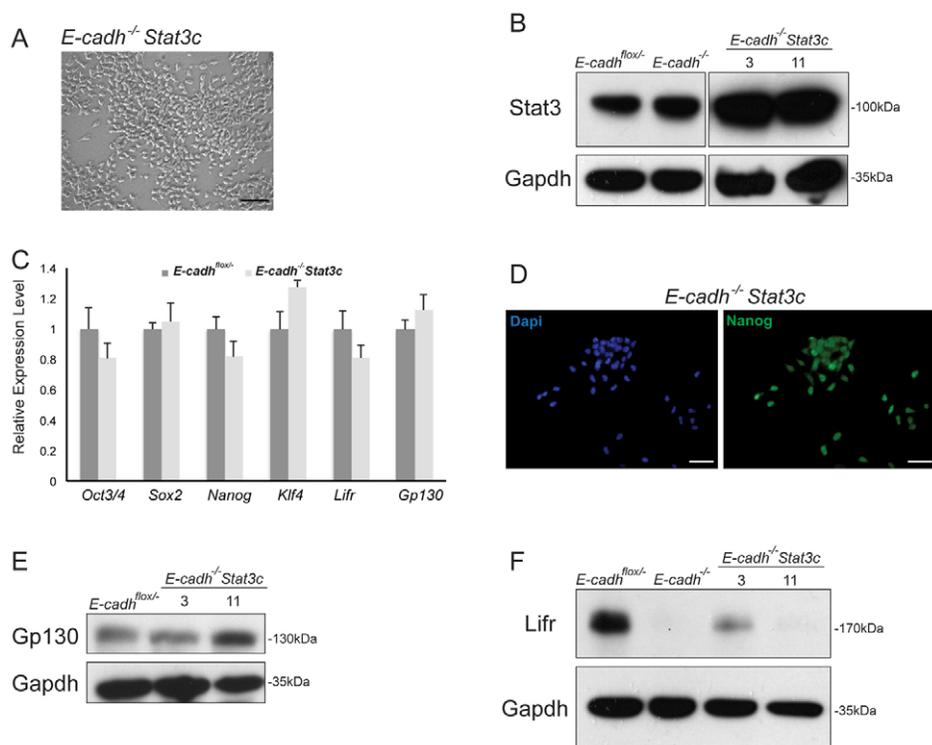 A
E-cadh-/- Stat3c
B
E-cadh-/- Stat3c
E-cadhflox/- E-cadh-/- 3 11
Stat3 -100kDa
Gapdh -35kDa
C
E-cadhflox/- E-cadh-/-Stat3c
Relative Expression Level
1.4
1.2
1
0.8
0.6
0.4
0.2
0
Oct3/4 Sox2 Nanog Klf4 Lifr Gp130
D
E-cadh-/- Stat3c
Dapi Nanog
E
E-cadh-/- Stat3c
E-cadhflox/- 3 11
Gp130 -130kDa
Gapdh -35kDa
F
E-cadh-/- Stat3c
E-cadhflox/- E-cadh-/- 3 11
Lifr -170kDa
Gapdh -35kDa